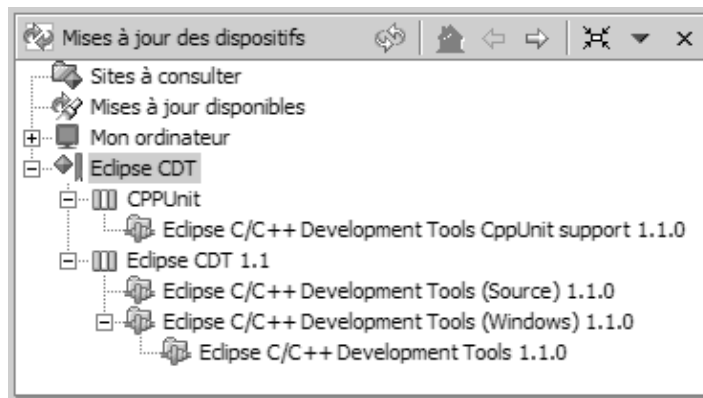 Mises à jour des dispositifs
Sites à consulter
Mises à jour disponibles
Mon ordinateur
Eclipse CDT
CPPUnit
Eclipse C/C++ Development Tools CppUnit support 1.1.0
Eclipse CDT 1.1
Eclipse C/C++ Development Tools (Source) 1.1.0
Eclipse C/C++ Development Tools (Windows) 1.1.0
Eclipse C/C++ Development Tools 1.1.0